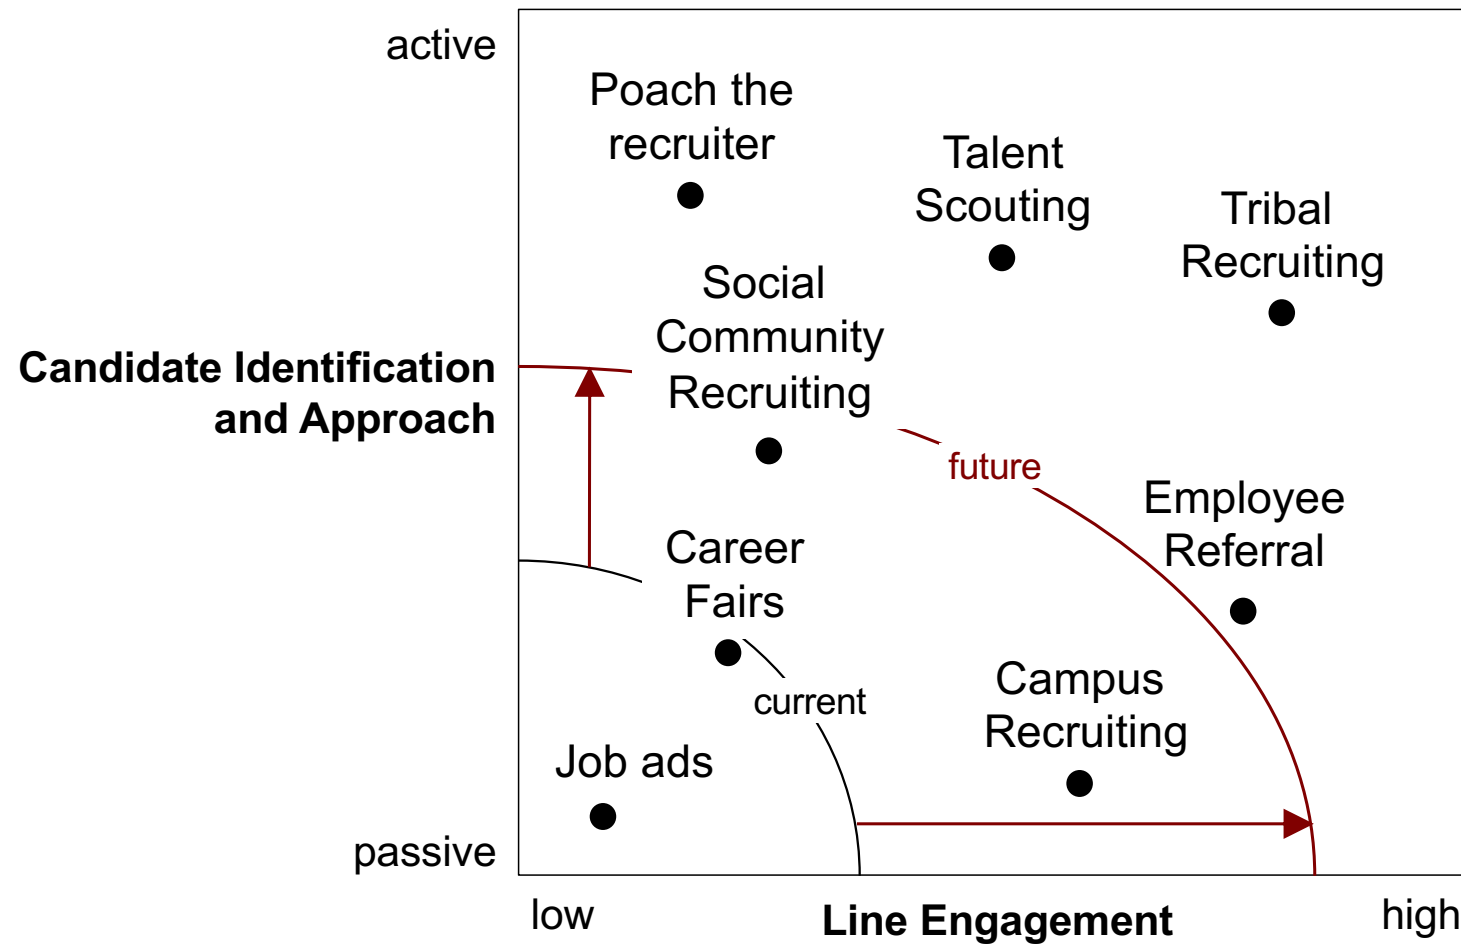 active
Poach the
recruiter
Talent
Scouting
Tribal
Recruiting
Social
Community
Recruiting
Candidate Identification
and Approach
future
Employee
Referral
Career
Fairs
current
Campus
Recruiting
Job ads
passive
low
Line Engagement
high